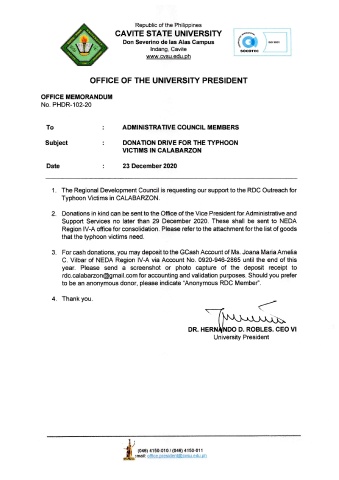 Republic of the Philippines
CAVITE STATE UNIVERSITY
Don Severino de las Alas Campus
Indang, Cavite
www.cvsu.edu.ph
SOCOTEC
OFFICE OF THE UNIVERSITY PRESIDENT
OFFICE MEMORANDUM
No. PHDR-102-20
To : ADMINISTRATIVE COUNCIL MEMBERS
Subject : DONATION DRIVE FOR THE TYPHOON
VICTIMS IN CALABARZON
Date : 23 December 2020
1. The Regional Development Council is requesting our support to the RDC Outreach for
Typhoon Victims in CALABARZON.
2. Donations in kind can be sent to the Office of the Vice President for Administrative and
Support Services no later than 29 December 2020. These shall be sent to NEDA
Region IV-A office for consolidation. Please refer to the attachment for the list of goods
that the typhoon victims need.
3. For cash donations, you may deposit to the GCash Account of Ms. Joana Maria Arnelia
C. Vilbar of NEDA Region IV-A via Account No. 0920-946-2865 until the end of this
year. Please send a screenshot or photo capture of the deposit receipt to
rdc.calabarzon@gmail.com for accounting and validation purposes. Should you prefer
to be an anonymous donor, please indicate "Anonymous RDC Member".
4. Thank you.
DR. HERNANDO D. ROBLES, CEO VI
University President
(046) 4150-010 / (046) 4150-011
email: office.president@cvsu.edu.ph